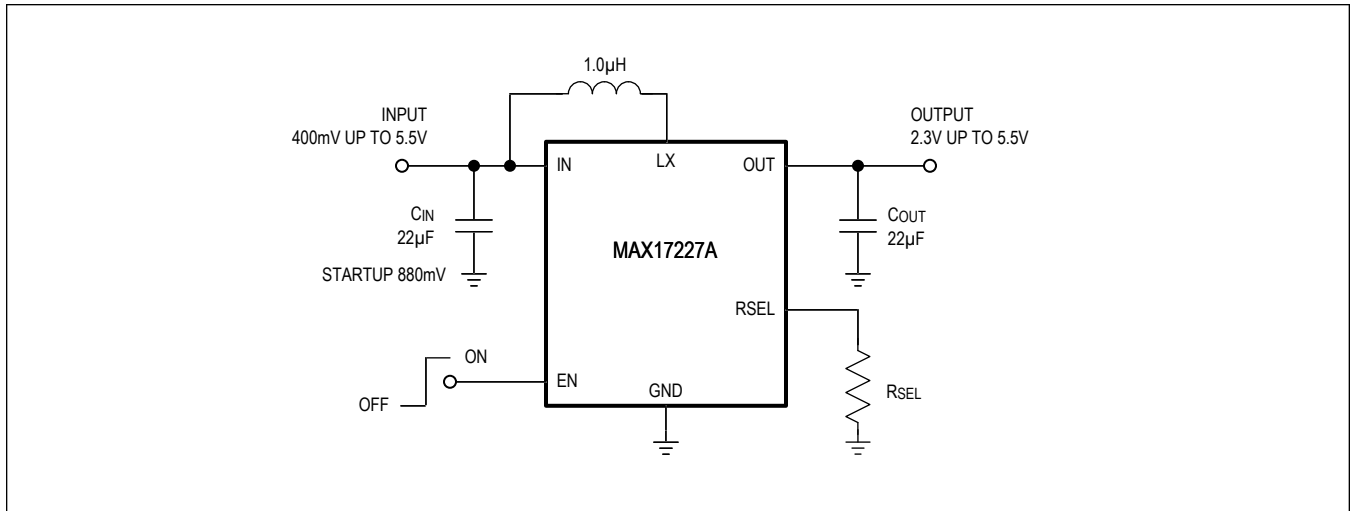 1.0µH
INPUT
400mV UP TO 5.5V
OUTPUT
2.3V UP TO 5.5V
IN
LX
OUT
CIN
22µF
STARTUP 880mV
MAX17227A
COUT
22µF
RSEL
ON
OFF
EN
GND
RSEL